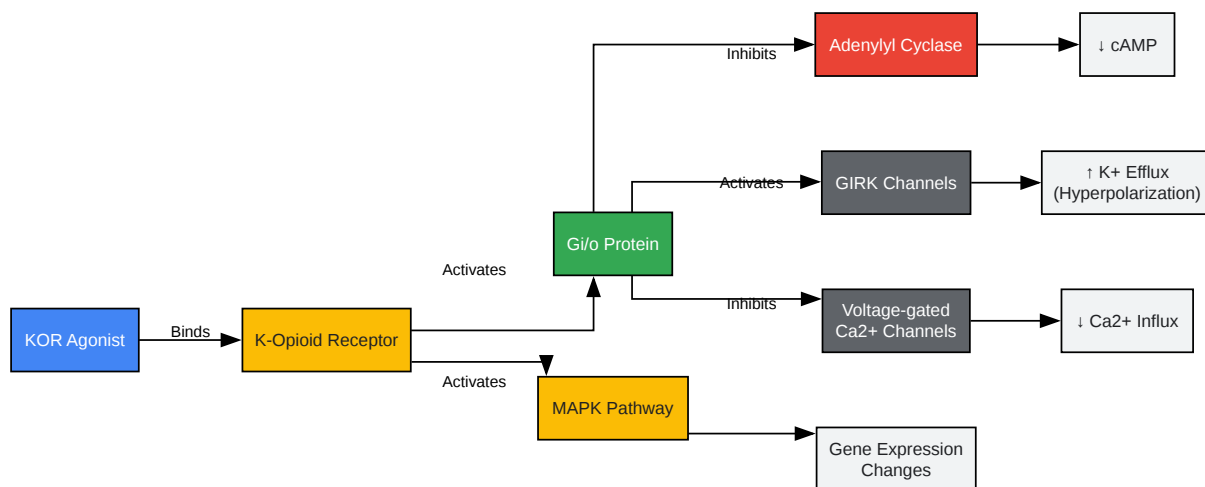 Inhibits
Adenylyl Cyclase
↓ cAMP
Activates
GIRK Channels
↑ K+ Efflux
(Hyperpolarization)
Gi/o Protein
Activates
Inhibits
Voltage-gated
Ca2+ Channels
↓ Ca2+ Influx
KOR Agonist
Binds
K-Opioid Receptor
Activates
MAPK Pathway
Gene Expression
Changes